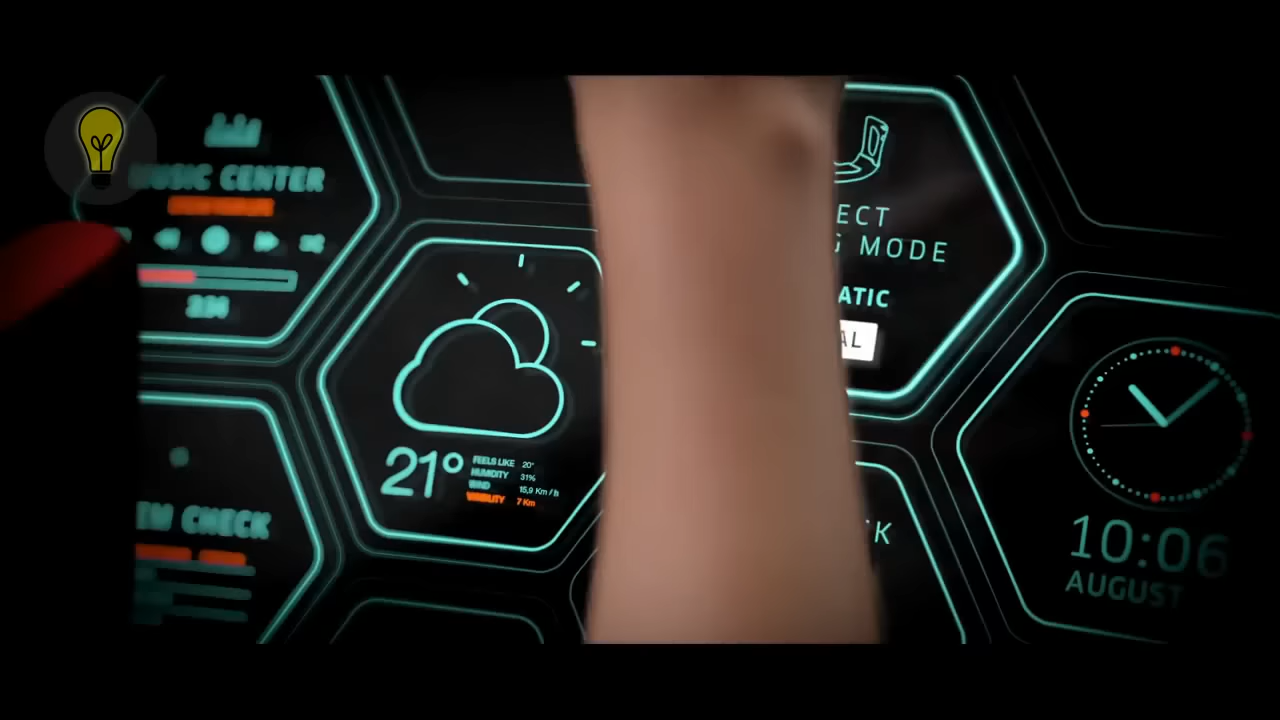 MUSIC CENTER
ECT
MODE
ATIC
AL
21°
FEELS LIKE 20°
HUMIDITY 31%
WIND 15,9 Km/h
VISIBILITY 7 Km
EM CHECK
K
10:06
AUGUST